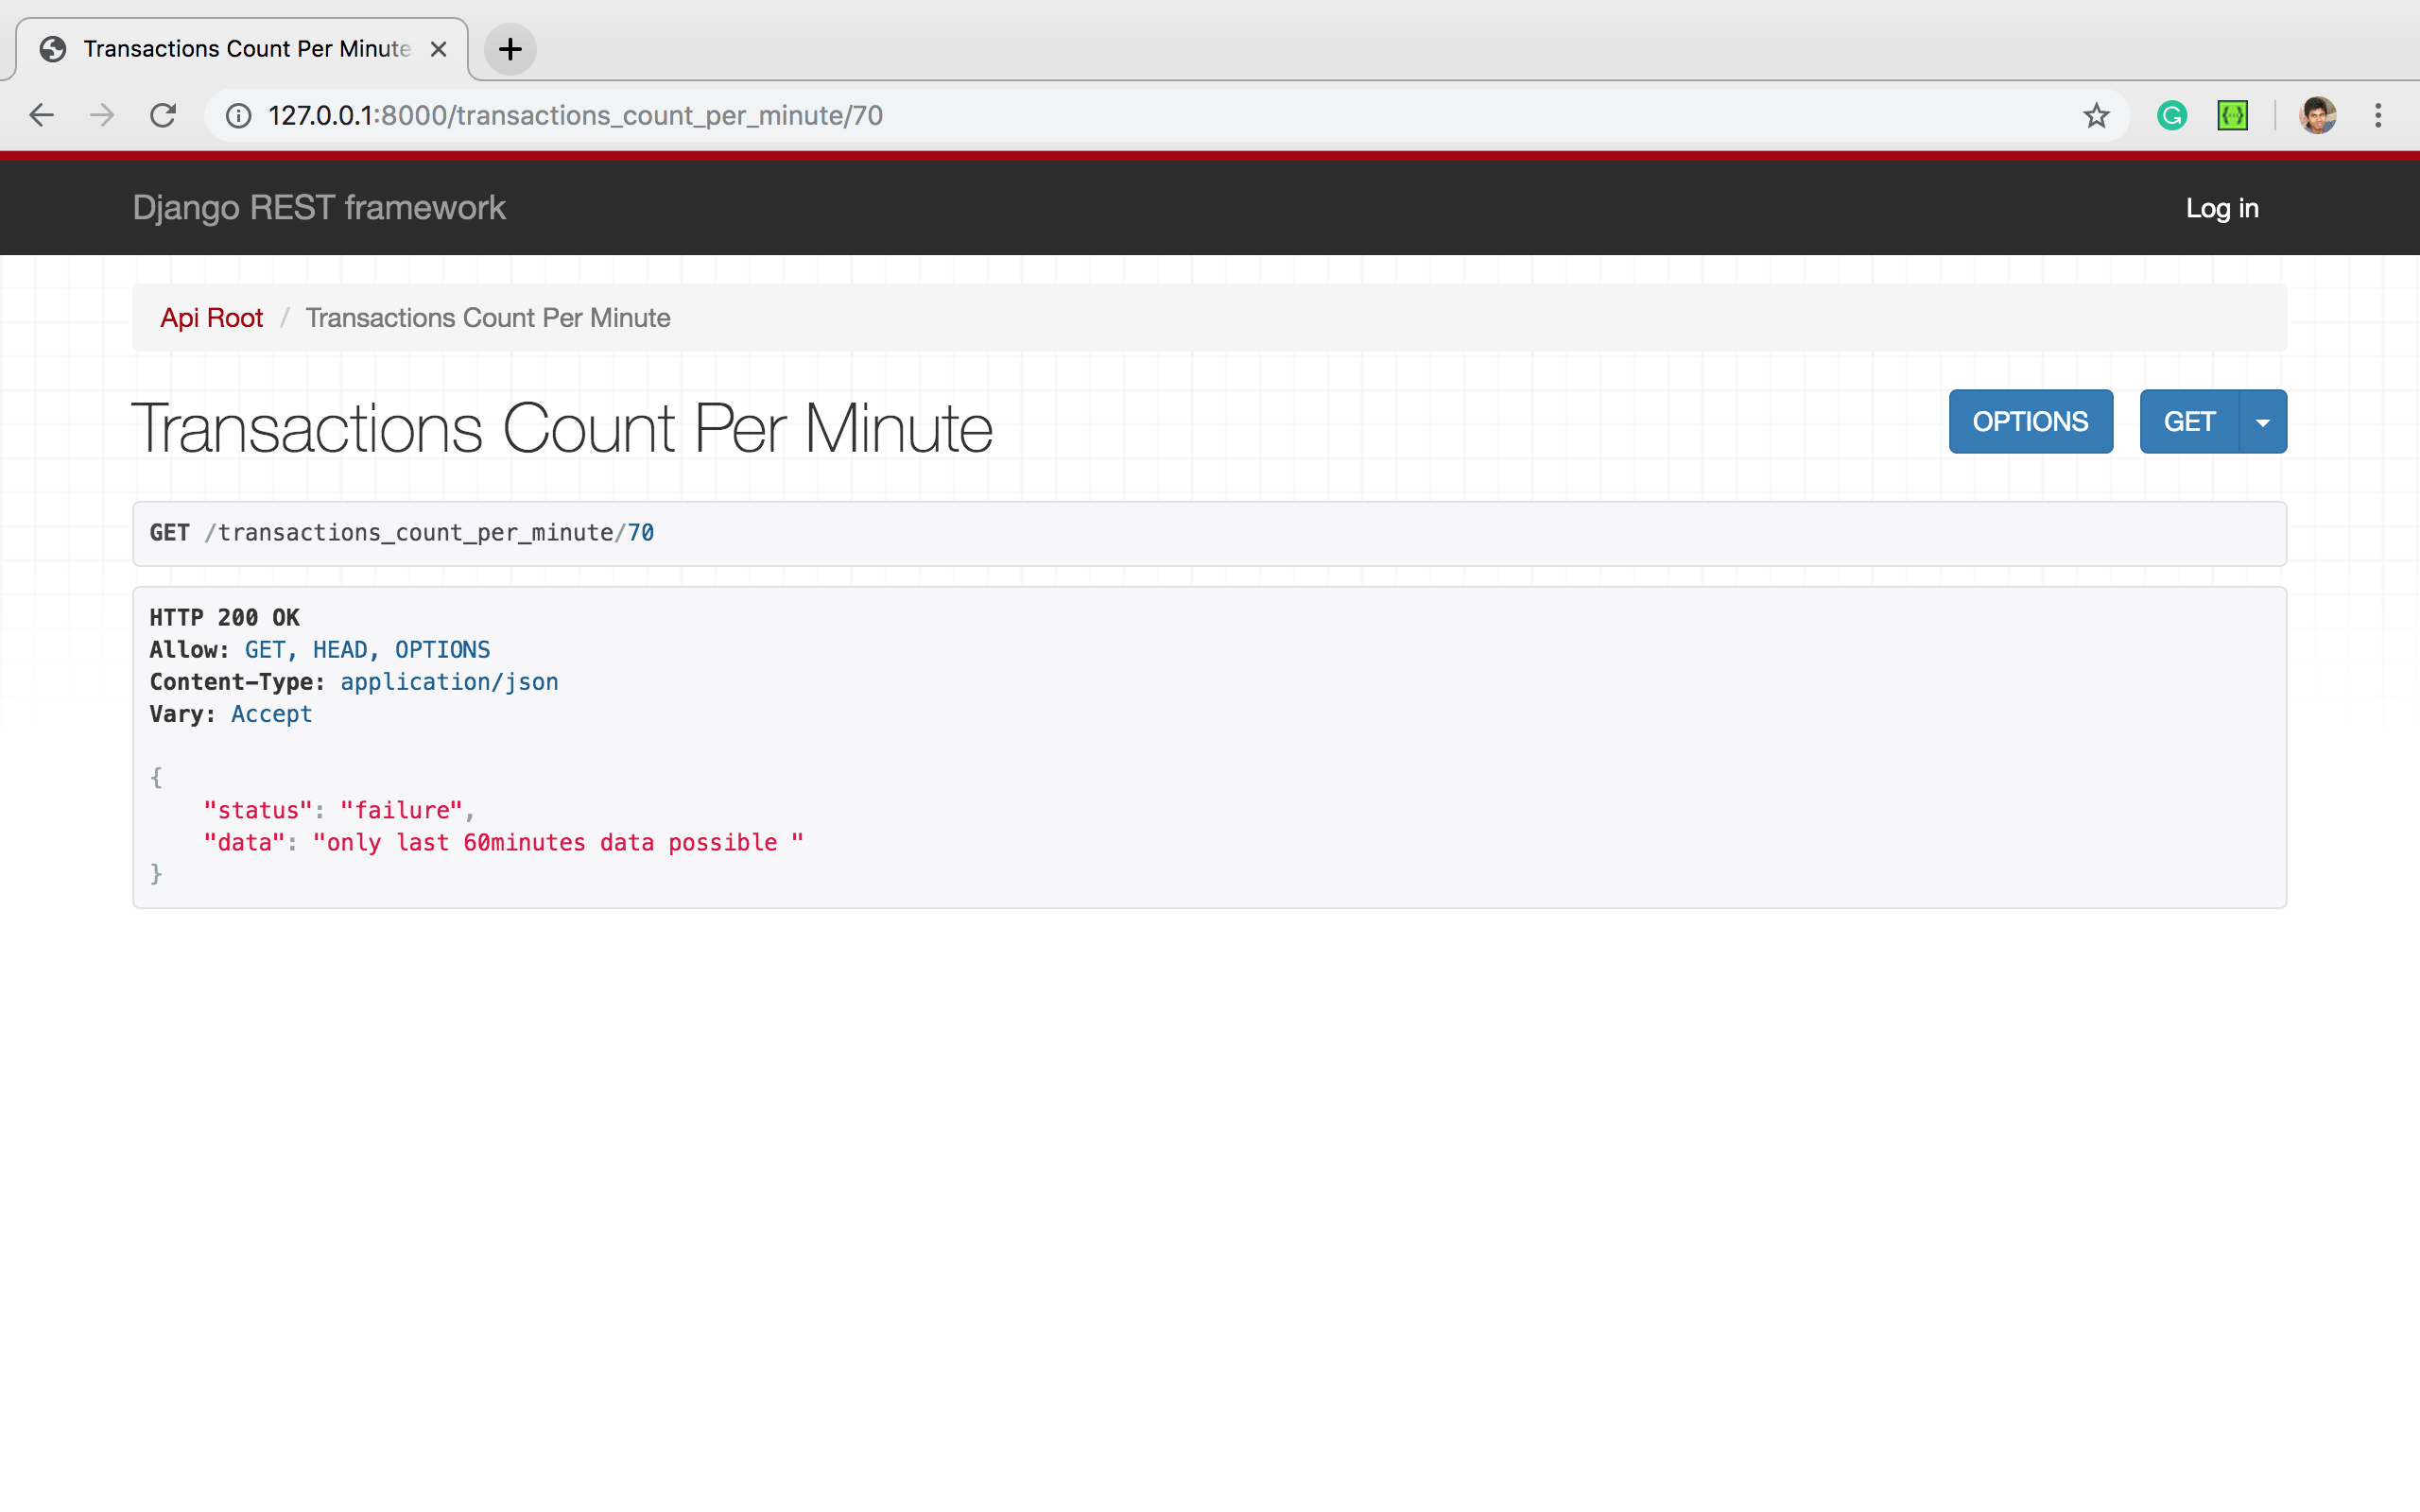 Transactions Count Per Minute
127.0.0.1:8000/transactions_count_per_minute/70
Django REST framework
Log in
Api Root / Transactions Count Per Minute
Transactions Count Per Minute
OPTIONS
GET
GET /transactions_count_per_minute/70
HTTP 200 OK
Allow: GET, HEAD, OPTIONS
Content-Type: application/json
Vary: Accept
{
    "status": "failure",
    "data": "only last 60minutes data possible "
}